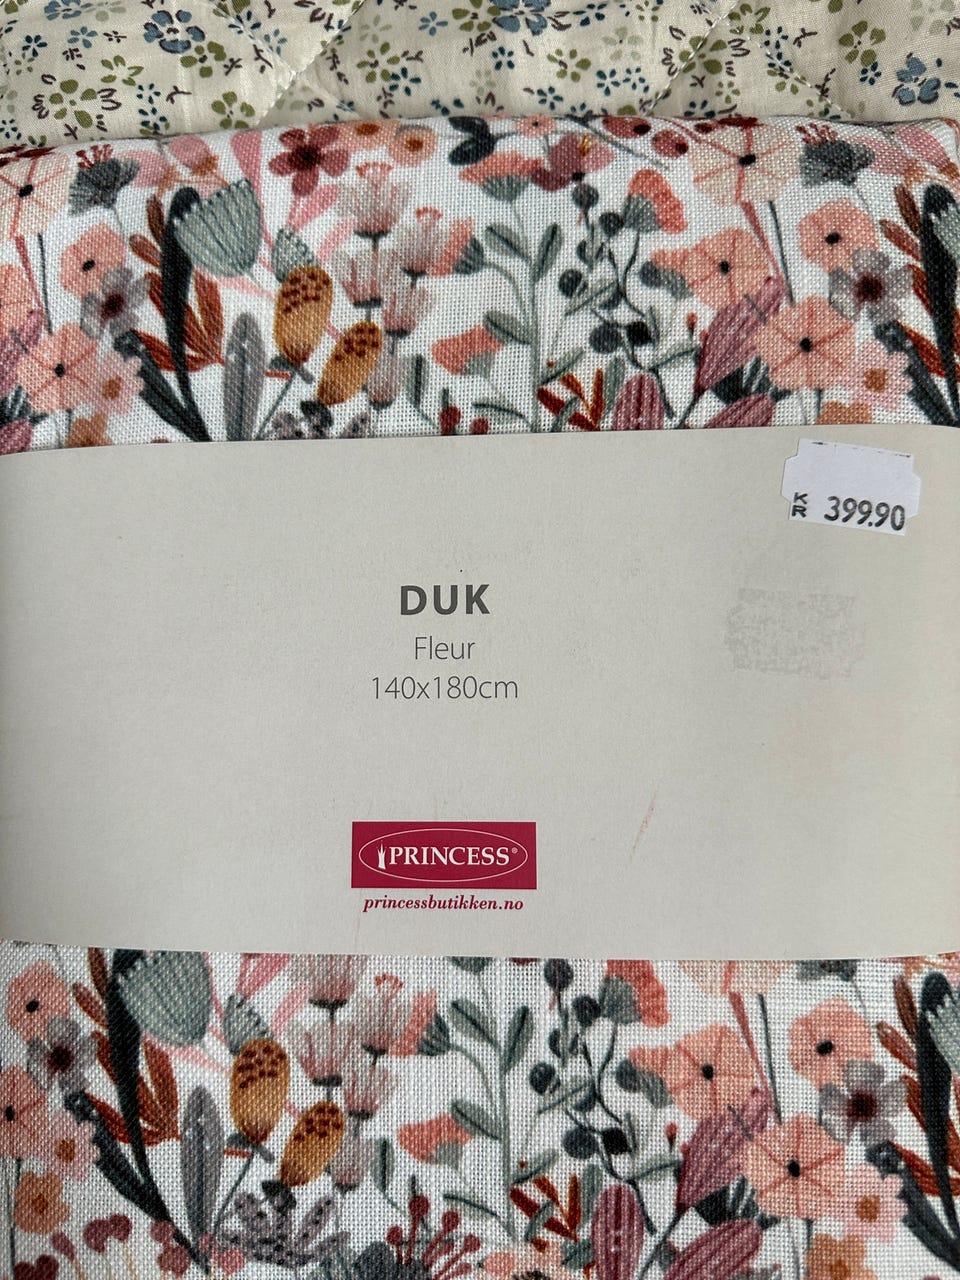 KR 399.90
DUK
Fleur
140x180cm
PRINCESS®
princessbutikken.no